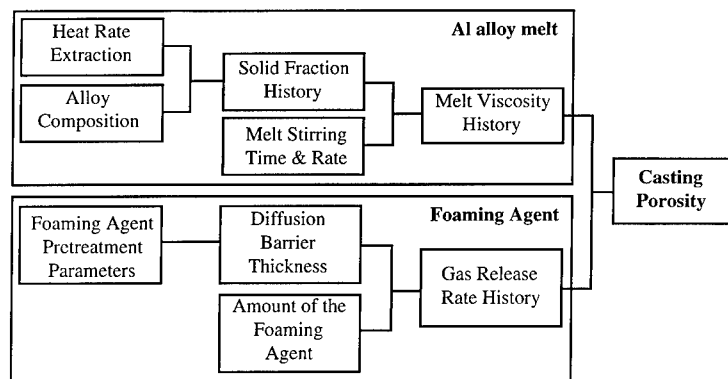 Heat Rate
Extraction
Alloy
Composition
Solid Fraction
History
Melt Stirring
Time & Rate
Al alloy melt
Melt Viscosity
History
Casting
Porosity
Foaming Agent
Pretreatment
Parameters
Diffusion
Barrier
Thickness
Amount of the
Foaming
Agent
Foaming Agent
Gas Release
Rate History